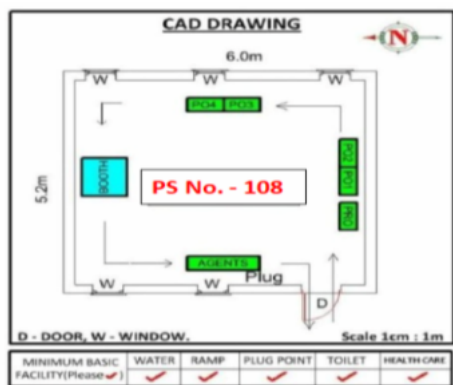 CAD DRAWING
N
6.0m
W W W
PO4 PO3
5.2m
BOOTH
PS No. - 108
PO2
PO1
PRO
AGENTS
Plug
W W
D
D - DOOR, W - WINDOW.
Scale 1cm : 1m
MINIMUM BASIC FACILITY(Please✓)
WATER
RAMP
PLUG POINT
TOILET
HEALTH CARE
✓ ✓ ✓ ✓ ✓